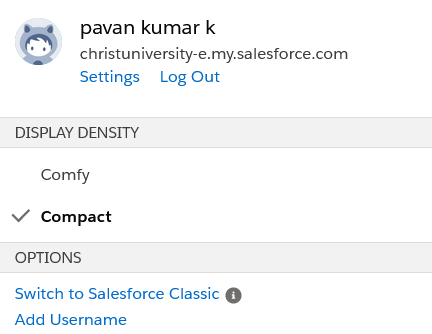 pavan kumar k
christuniversity-e.my.salesforce.com
Settings Log Out
DISPLAY DENSITY
Comfy
Compact
OPTIONS
Switch to Salesforce Classic
Add Username